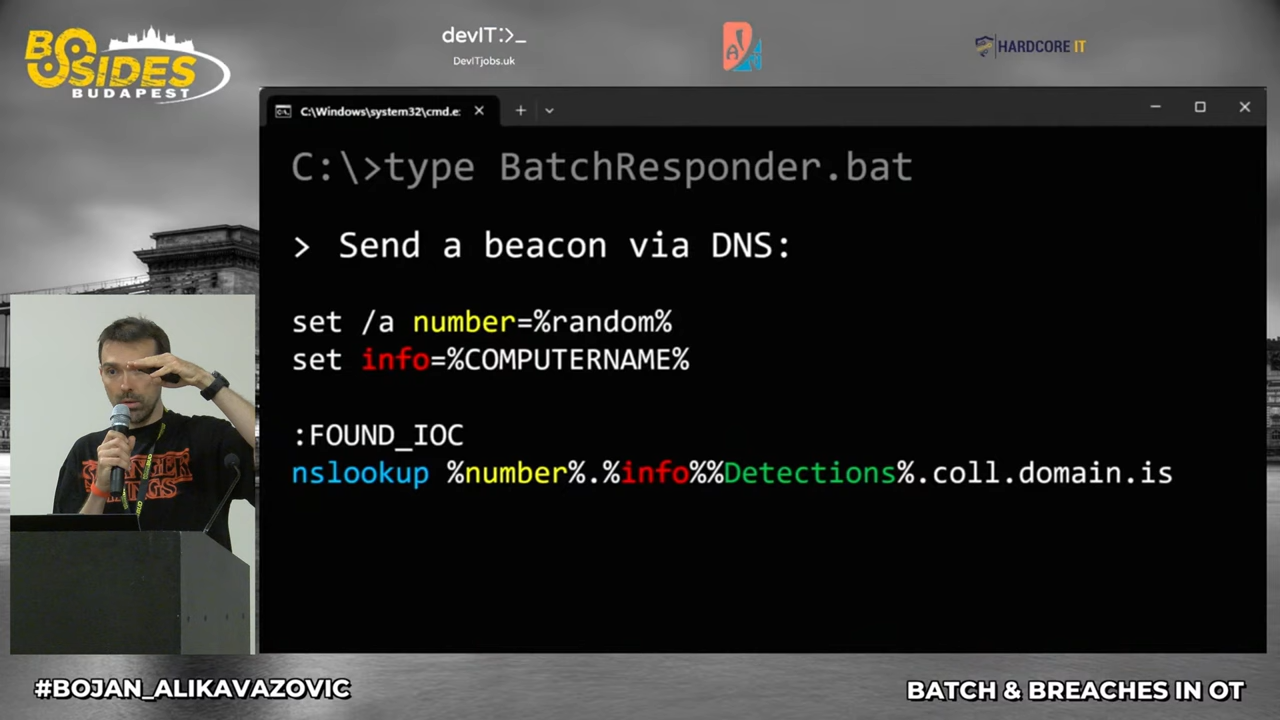 BSIDES
BUDAPEST
devIT:>_
DevITjobs.uk
HARDCORE IT
C:\Windows\system32\cmd.e:
C:\>type BatchResponder.bat
> Send a beacon via DNS:
set /a number=%random%
set info=%COMPUTERNAME%
:FOUND_IOC
nslookup %number%.%info%%Detections%.coll.domain.is
STRANGER
THINGS
#BOJAN_ALIKAVAZOVIC
BATCH & BREACHES IN OT